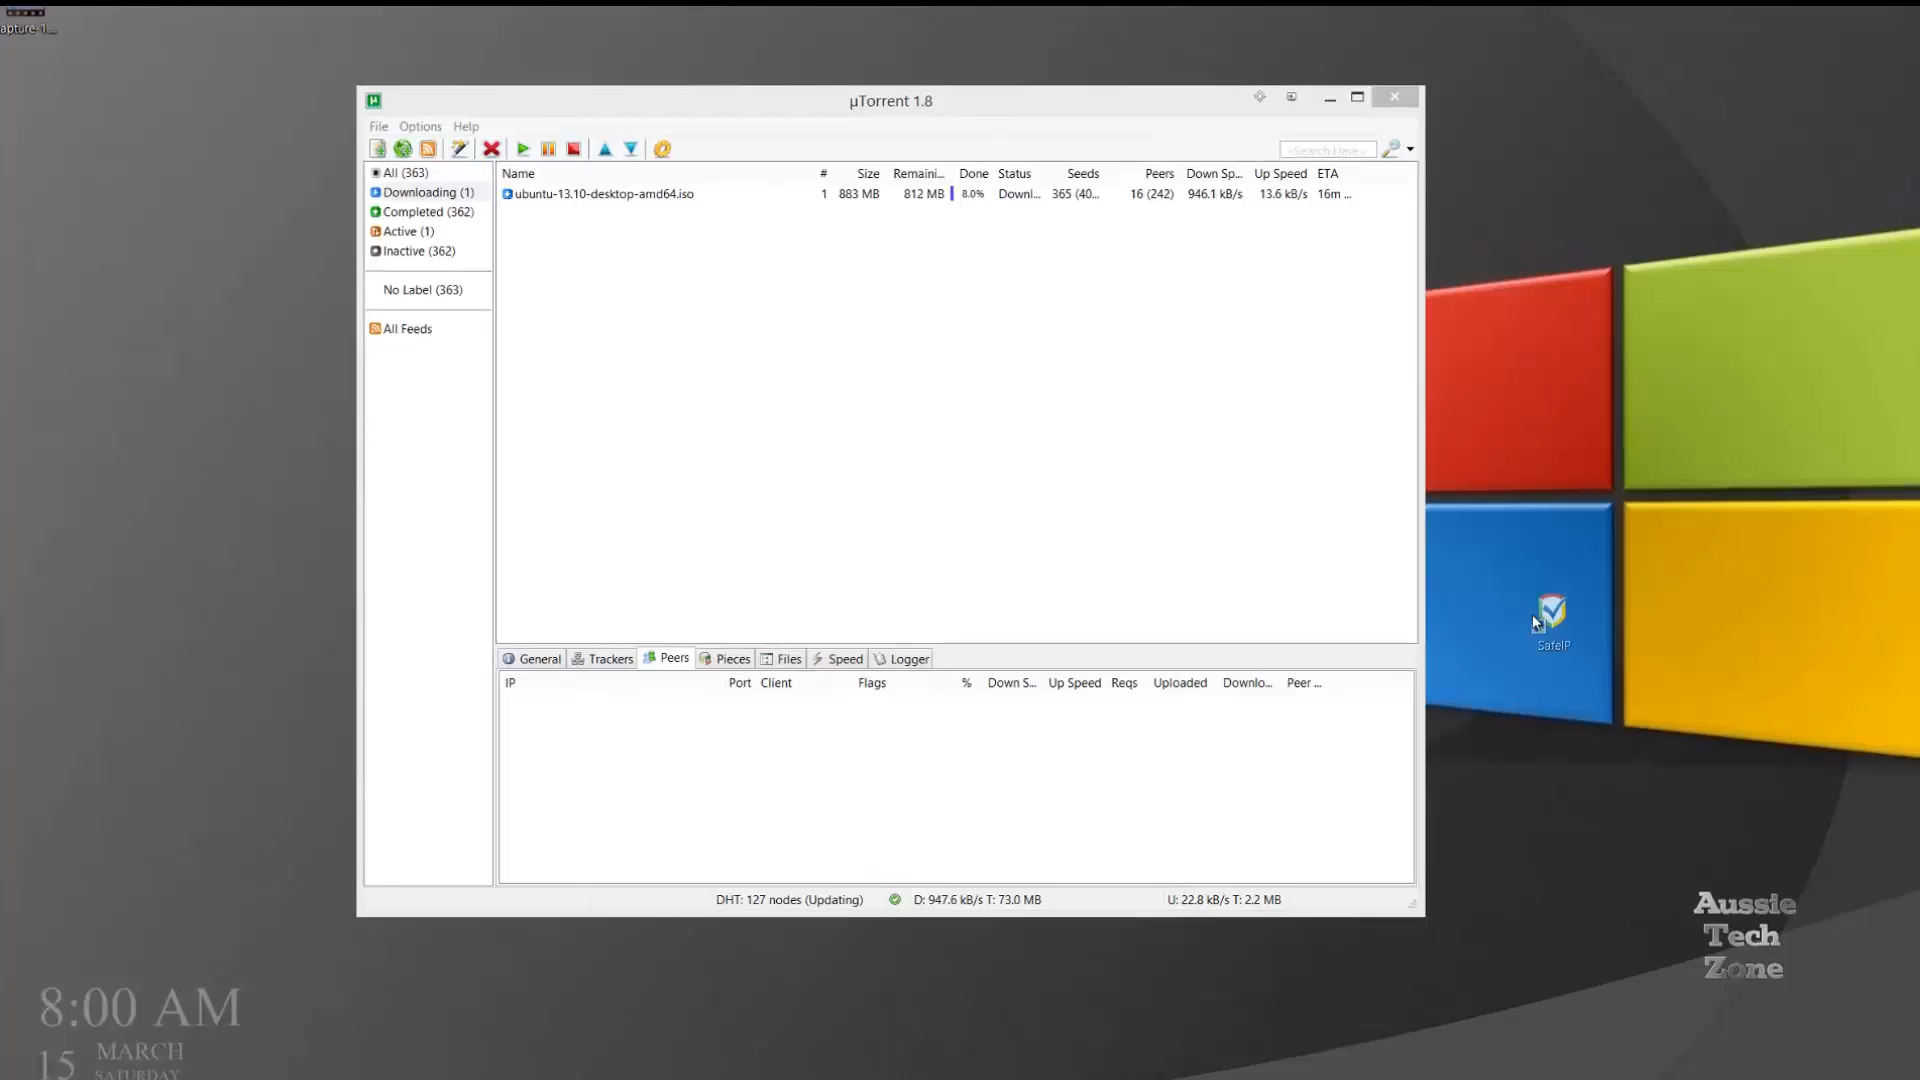 apture-1...
µTorrent 1.8
File Options Help
<Search Here>
All (363)
Downloading (1)
Completed (362)
Active (1)
Inactive (362)
No Label (363)
All Feeds
Name # Size Remaini... Done Status Seeds Peers Down Sp... Up Speed ETA
ubuntu-13.10-desktop-amd64.iso 1 883 MB 812 MB 8.0% Downl... 365 (40... 16 (242) 946.1 kB/s 13.6 kB/s 16m ...
SafeIP
General Trackers Peers Pieces Files Speed Logger
IP Port Client Flags % Down S... Up Speed Reqs Uploaded Downlo... Peer ...
DHT: 127 nodes (Updating) D: 947.6 kB/s T: 73.0 MB U: 22.8 kB/s T: 2.2 MB
Aussie
Tech
Zone
8:00 AM
15 MARCH
SATURDAY